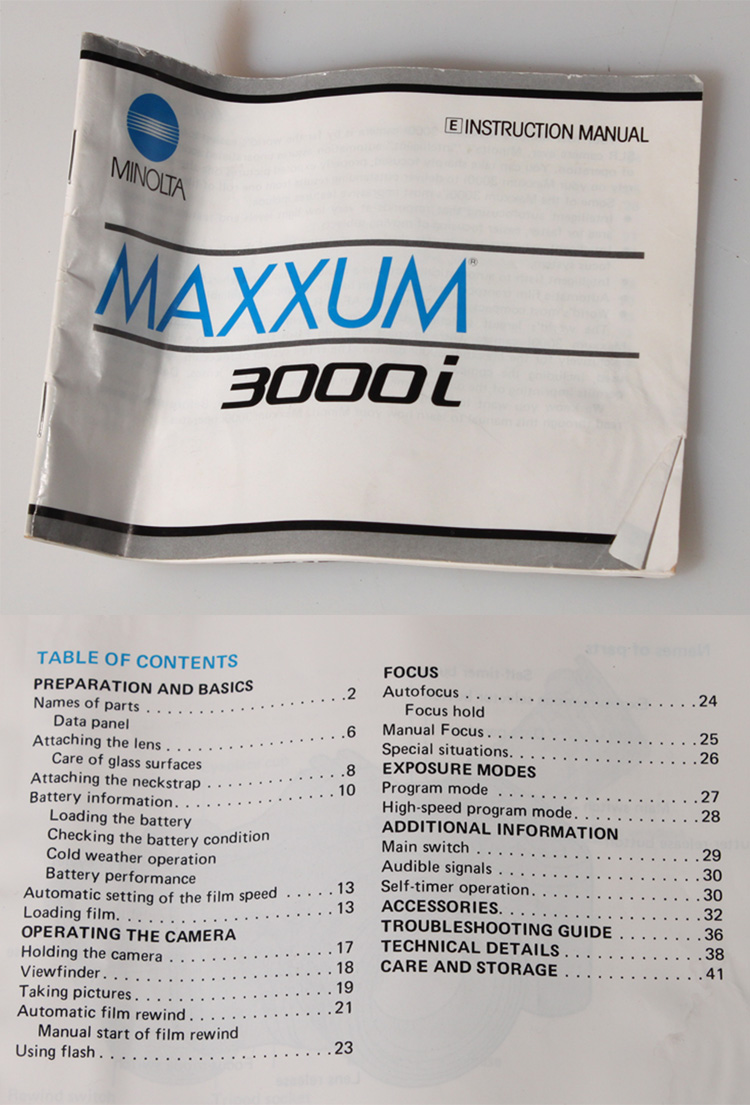 MINOLTA
E INSTRUCTION MANUAL
MAXXUM®
3000i
TABLE OF CONTENTS
PREPARATION AND BASICS
Names of parts . . . . . . . . . . . . . . . . . . 2
Data panel
Attaching the lens . . . . . . . . . . . . . . . . 6
Care of glass surfaces
Attaching the neckstrap . . . . . . . . . . . . 8
Battery information. . . . . . . . . . . . . . . 10
Loading the battery
Checking the battery condition
Cold weather operation
Battery performance
Automatic setting of the film speed . . . . . 13
Loading film. . . . . . . . . . . . . . . . . . . . 13
OPERATING THE CAMERA
Holding the camera . . . . . . . . . . . . . . . 17
Viewfinder. . . . . . . . . . . . . . . . . . . . . 18
Taking pictures. . . . . . . . . . . . . . . . . . 19
Automatic film rewind. . . . . . . . . . . . . 21
Manual start of film rewind
Using flash. . . . . . . . . . . . . . . . . . . . . 23
FOCUS
Autofocus . . . . . . . . . . . . . . . . . . . . . 24
Focus hold
Manual Focus. . . . . . . . . . . . . . . . . . . 25
Special situations. . . . . . . . . . . . . . . . . 26
EXPOSURE MODES
Program mode . . . . . . . . . . . . . . . . . . 27
High-speed program mode. . . . . . . . . . . 28
ADDITIONAL INFORMATION
Main switch . . . . . . . . . . . . . . . . . . . . 29
Audible signals . . . . . . . . . . . . . . . . . . 30
Self-timer operation. . . . . . . . . . . . . . . 30
ACCESSORIES. . . . . . . . . . . . . . . . . . 32
TROUBLESHOOTING GUIDE . . . . . . . 36
TECHNICAL DETAILS . . . . . . . . . . . . 38
CARE AND STORAGE . . . . . . . . . . . . 41